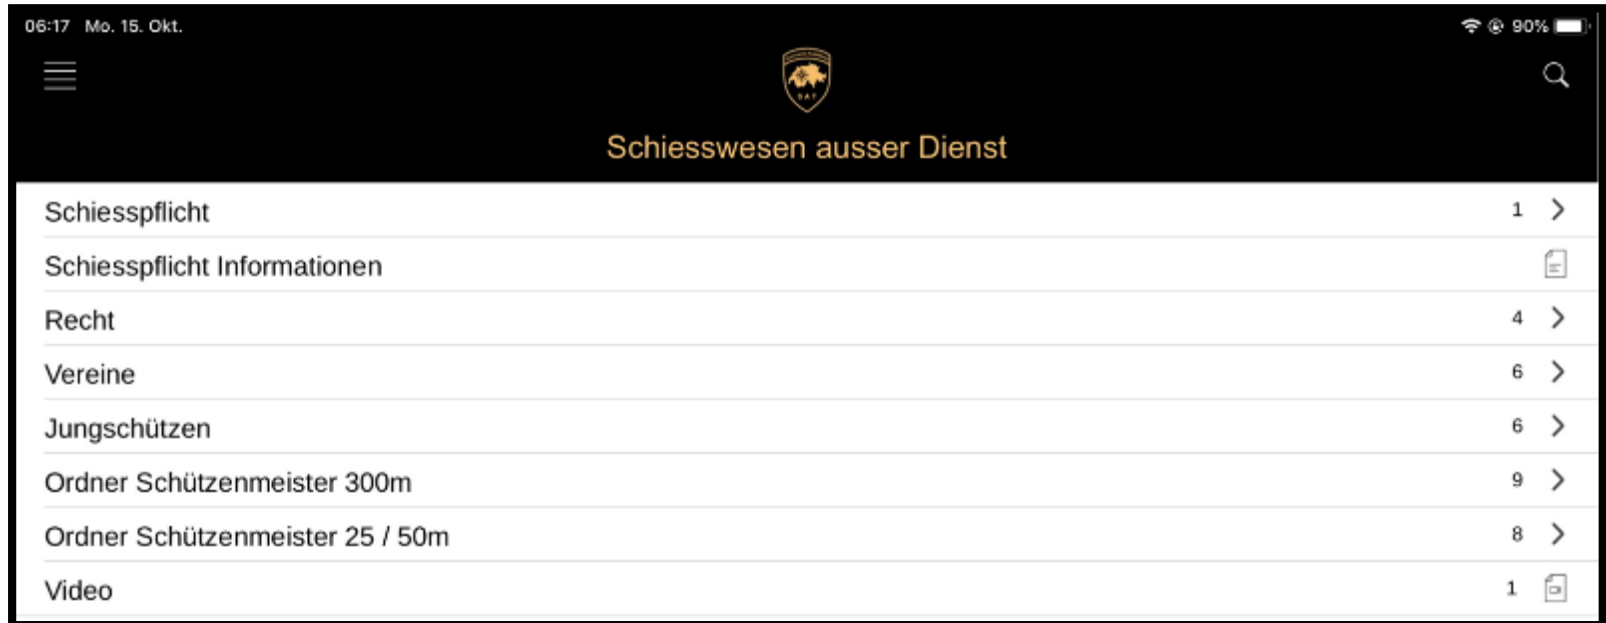 06:17 Mo. 15. Okt. 90%
SAT
Schiesswesen ausser Dienst
Schiesspflicht 1
Schiesspflicht Informationen
Recht 4
Vereine 6
Jungschützen 6
Ordner Schützenmeister 300m 9
Ordner Schützenmeister 25 / 50m 8
Video 1